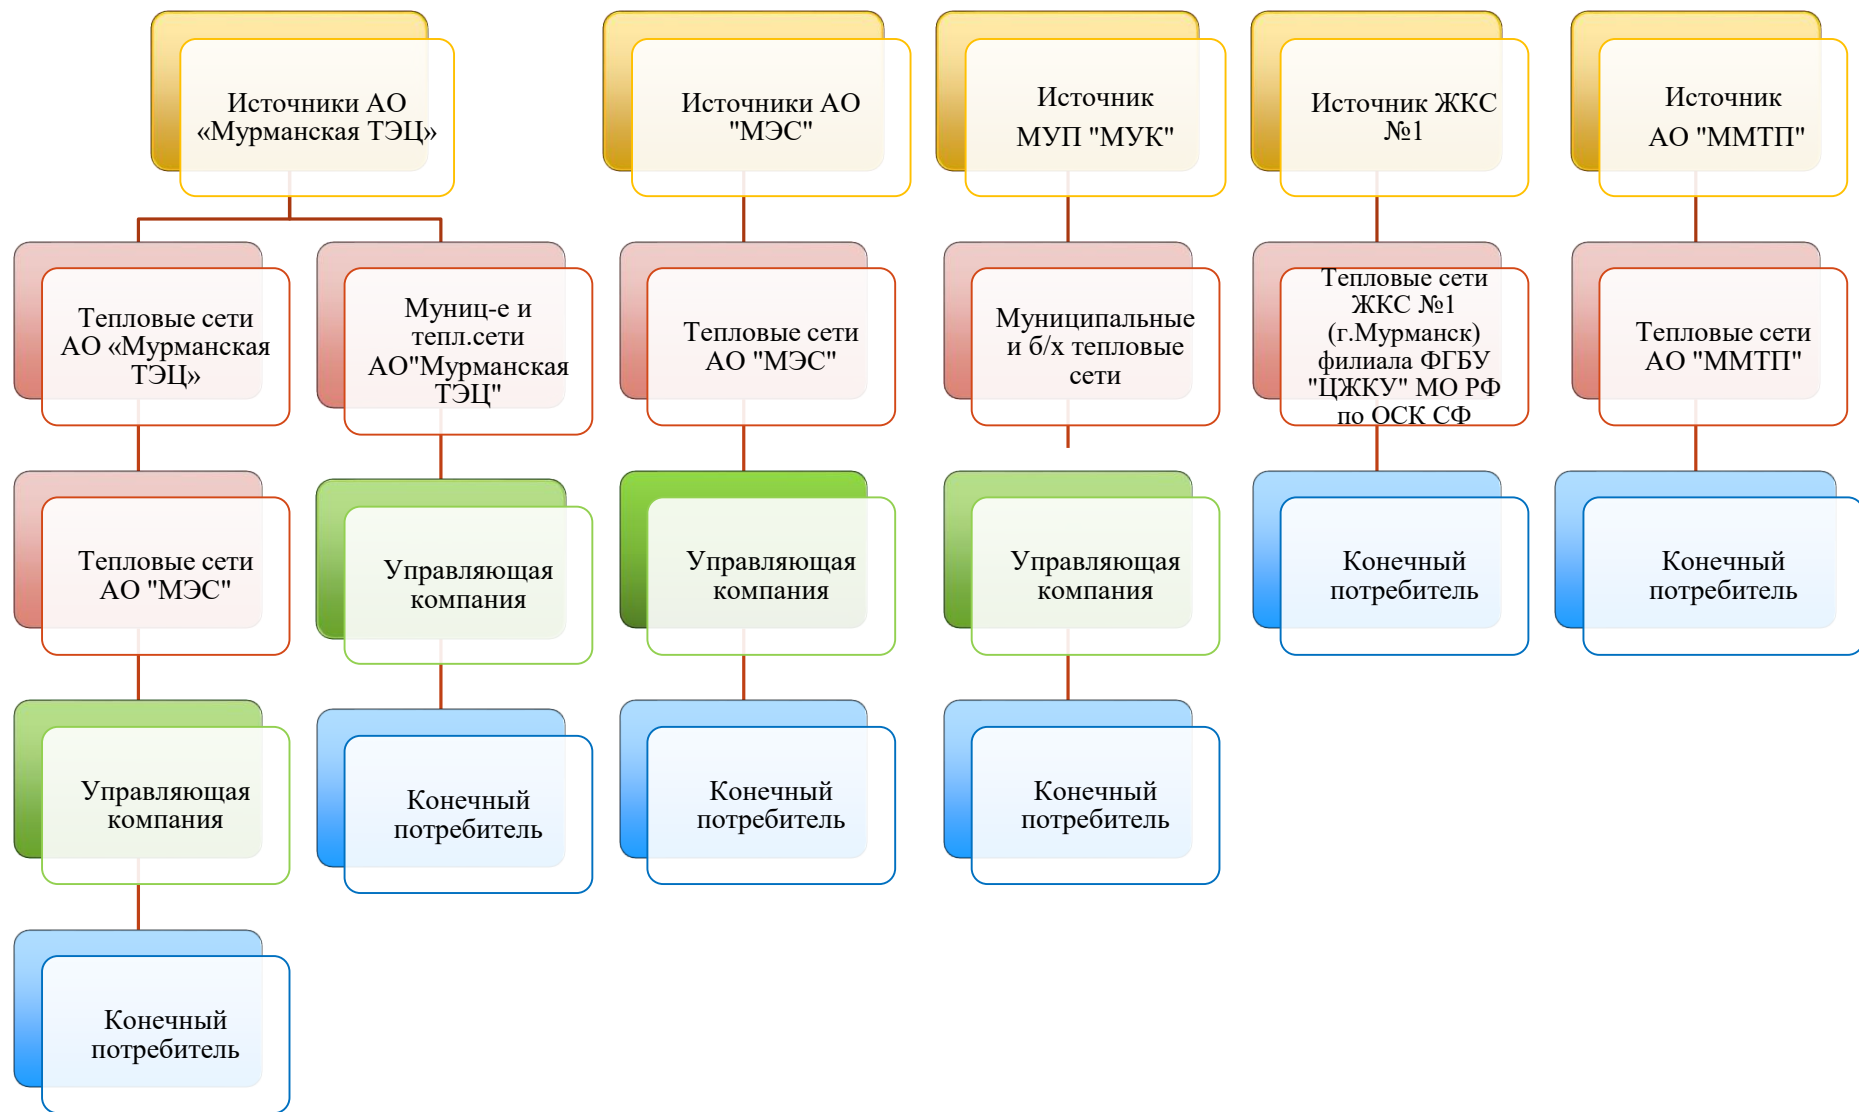 Источники АО
«Мурманская ТЭЦ»
Источники АО
"МЭС"
Источник
МУП "МУК"
Источник ЖКС
№1
Источник
АО "ММТП"
Тепловые сети
АО «Мурманская
ТЭЦ»
Муниц-е и
тепл.сети
АО"Мурманская
ТЭЦ"
Тепловые сети
АО "МЭС"
Муниципальные
и б/х тепловые
сети
Тепловые сети
ЖКС №1
(г.Мурманск)
филиала ФГБУ
"ЦЖКУ" МО РФ
по ОСК СФ
Тепловые сети
АО "ММТП"
Тепловые сети
АО "МЭС"
Управляющая
компания
Управляющая
компания
Управляющая
компания
Конечный
потребитель
Конечный
потребитель
Управляющая
компания
Конечный
потребитель
Конечный
потребитель
Конечный
потребитель
Конечный
потребитель